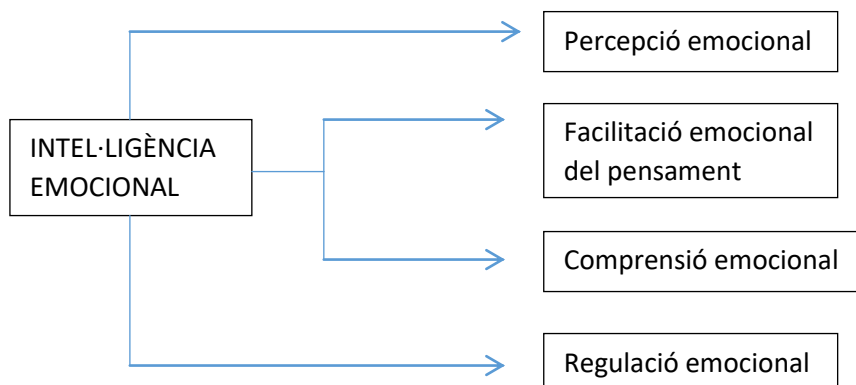 Percepció emocional
INTEL·LIGÈNCIA
EMOCIONAL
Facilitació emocional
del pensament
Comprensió emocional
Regulació emocional